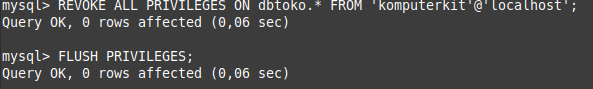 mysql> REVOKE ALL PRIVILEGES ON dbtoko.* FROM 'komputerkit'@'localhost';
Query OK, 0 rows affected (0,06 sec)
mysql> FLUSH PRIVILEGES;
Query OK, 0 rows affected (0,06 sec)